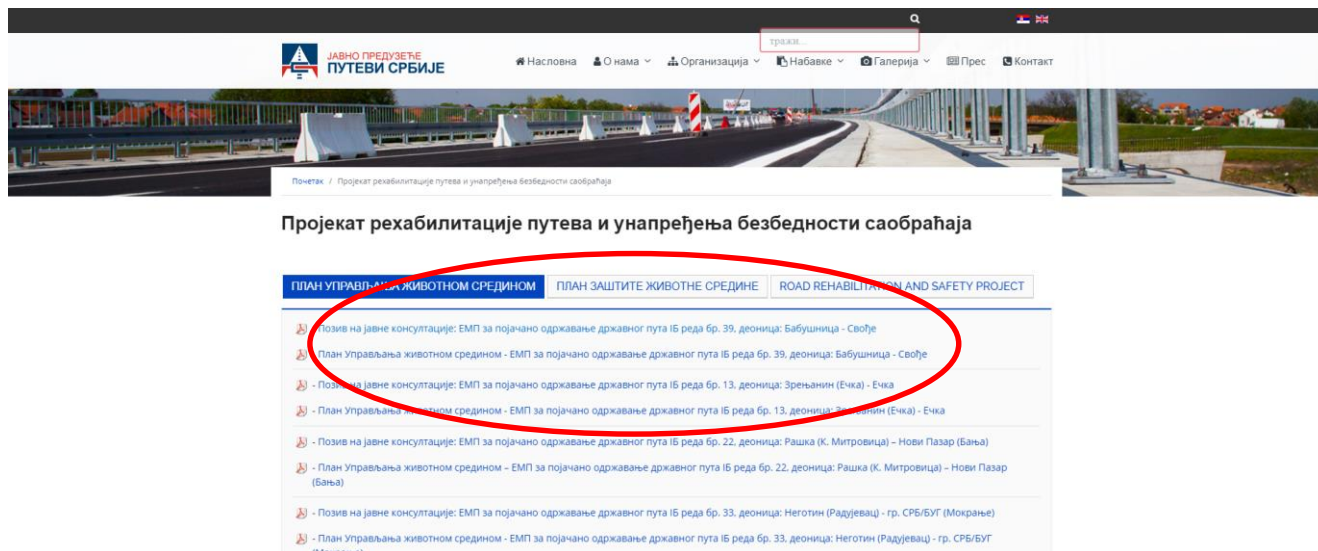 тражи...
ЈАВНО ПРЕДУЗЕЋЕ
ПУТЕВИ СРБИЈЕ
Насловна О нама Организација Набавке Галерија Прес Контакт
Почетак / Пројекат рехабилитације путева и унапређења безбедности саобраћаја
Пројекат рехабилитације путева и унапређења безбедности саобраћаја
ПЛАН УПРАВЉАЊА ЖИВОТНОМ СРЕДИНОМ ПЛАН ЗАШТИТЕ ЖИВОТНЕ СРЕДИНЕ ROAD REHABILITATION AND SAFETY PROJECT
- Позив на јавне консултације: ЕМП за појачано одржавање државног пута IБ реда бр. 39, деоница: Бабушница - Свође
- План Управљања животном средином - ЕМП за појачано одржавање државног пута IБ реда бр. 39, деоница: Бабушница - Свође
- Позив на јавне консултације: ЕМП за појачано одржавање државног пута IБ реда бр. 13, деоница: Зрењанин (Ечка) - Ечка
- План Управљања животном средином - ЕМП за појачано одржавање државног пута IБ реда бр. 13, деоница: Зрењанин (Ечка) - Ечка
- Позив на јавне консултације: ЕМП за појачано одржавање државног пута IБ реда бр. 22, деоница: Рашка (К. Митровица) – Нови Пазар (Бања)
- План Управљања животном средином – ЕМП за појачано одржавање државног пута IБ реда бр. 22, деоница: Рашка (К. Митровица) – Нови Пазар
(Бања)
- Позив на јавне консултације: ЕМП за појачано одржавање државног пута IБ реда бр. 33, деоница: Неготин (Радујевац) - гр. СРБ/БУГ (Мокрање)
- План Управљања животном средином - ЕМП за појачано одржавање државног пута IБ реда бр. 33, деоница: Неготин (Радујевац) - гр. СРБ/БУГ